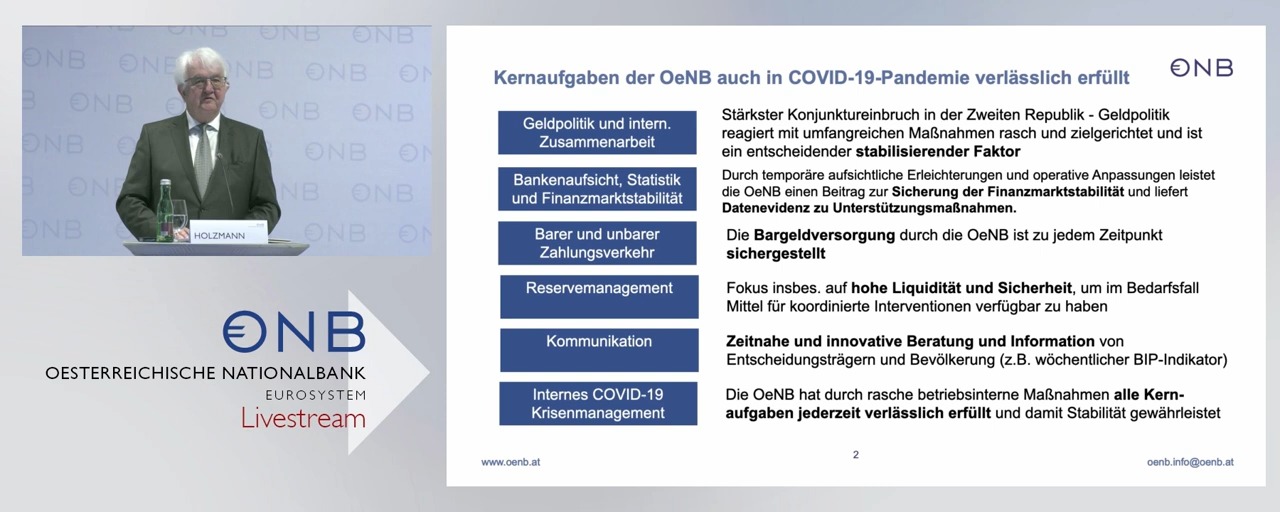 HOLZMANN
€NB
OESTERREICHISCHE NATIONALBANK
EUROSYSTEM
Livestream
Kernaufgaben der OeNB auch in COVID-19-Pandemie verlässlich erfüllt
€NB
Geldpolitik und intern.
Zusammenarbeit
Stärkster Konjunktureinbruch in der Zweiten Republik - Geldpolitik
reagiert mit umfangreichen Maßnahmen rasch und zielgerichtet und ist
ein entscheidender stabilisierender Faktor
Bankenaufsicht, Statistik
und Finanzmarktstabilität
Durch temporäre aufsichtliche Erleichterungen und operative Anpassungen leistet
die OeNB einen Beitrag zur Sicherung der Finanzmarktstabilität und liefert
Datenevidenz zu Unterstützungsmaßnahmen.
Barer und unbarer
Zahlungsverkehr
Die Bargeldversorgung durch die OeNB ist zu jedem Zeitpunkt
sichergestellt
Reservemanagement
Fokus insbes. auf hohe Liquidität und Sicherheit, um im Bedarfsfall
Mittel für koordinierte Interventionen verfügbar zu haben
Kommunikation
Zeitnahe und innovative Beratung und Information von
Entscheidungsträgern und Bevölkerung (z.B. wöchentlicher BIP-Indikator)
Internes COVID-19
Krisenmanagement
Die OeNB hat durch rasche betriebsinterne Maßnahmen alle Kern-
aufgaben jederzeit verlässlich erfüllt und damit Stabilität gewährleistet
www.oenb.at
2
oenb.info@oenb.at